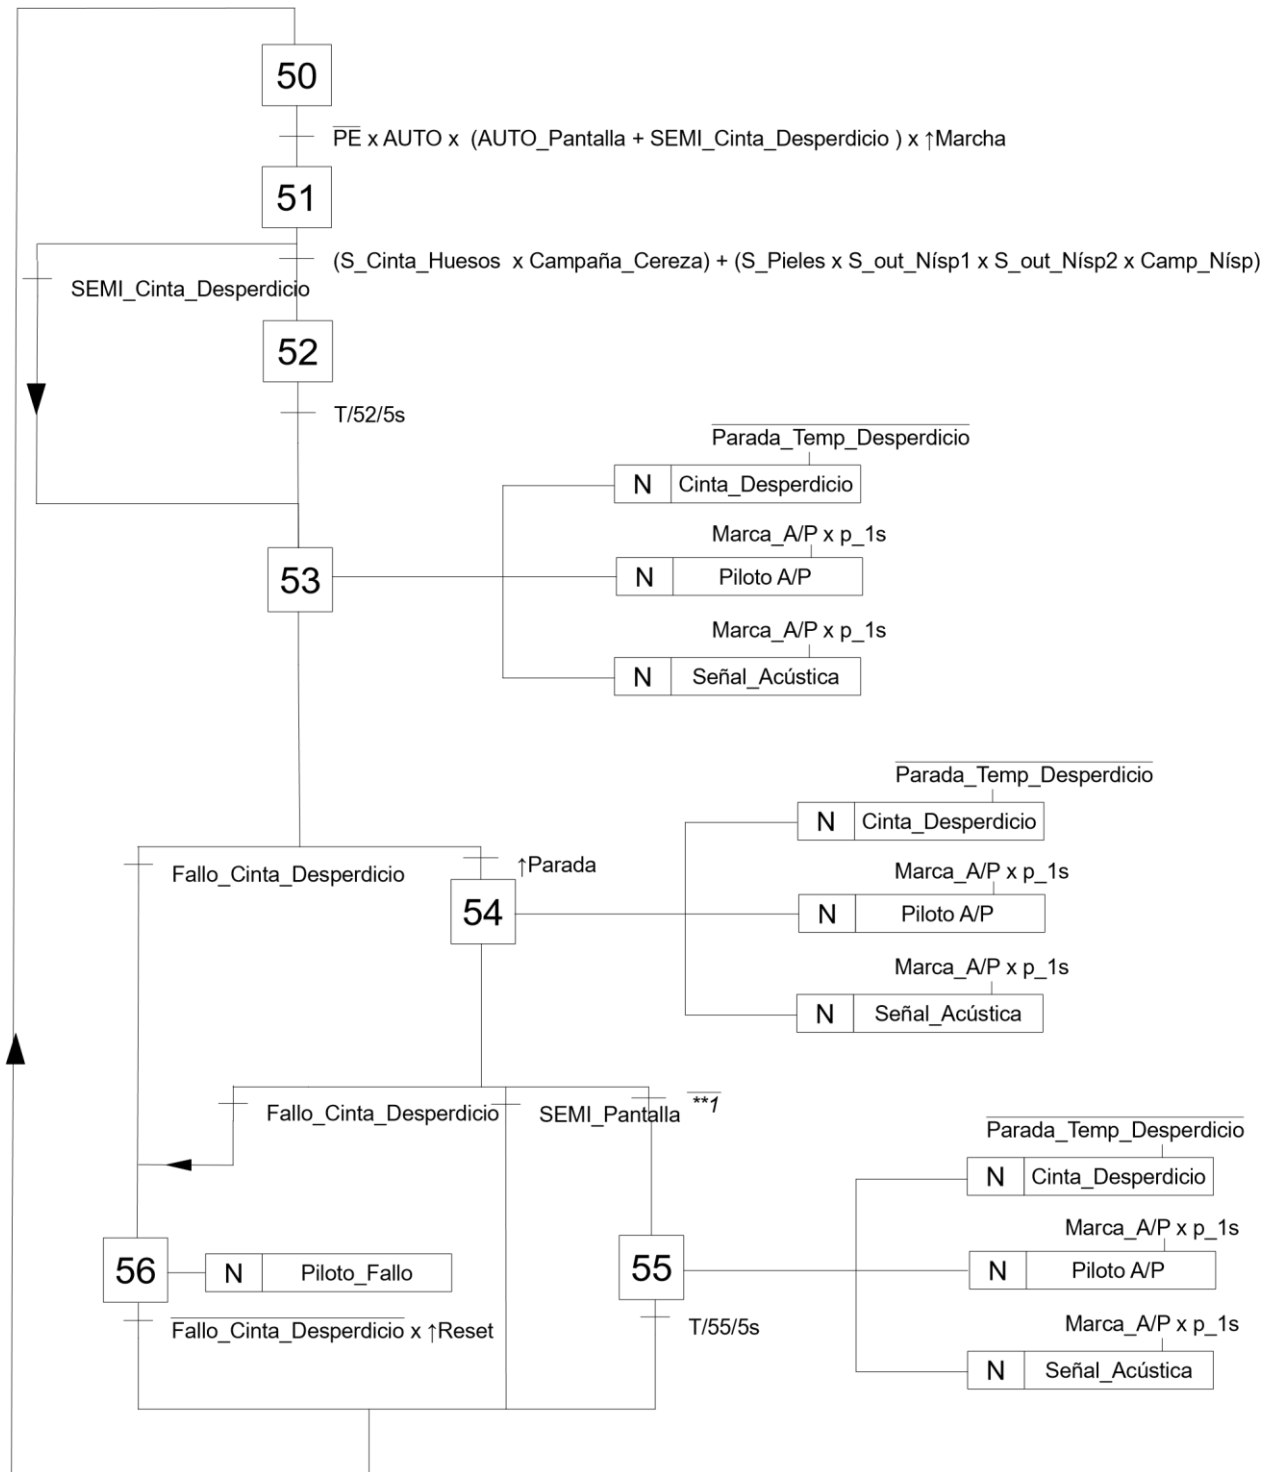 50
PE x AUTO x (AUTO_Pantalla + SEMI_Cinta_Desperdicio ) x ↑Marcha
51
(S_Cinta_Huesos x Campaña_Cereza) + (S_Pieles x S_out_Nísp1 x S_out_Nísp2 x Camp_Nísp)
SEMI_Cinta_Desperdicio
52
T/52/5s
Parada_Temp_Desperdicio
N Cinta_Desperdicio
Marca_A/P x p_1s
53
N Piloto A/P
Marca_A/P x p_1s
N Señal_Acústica
Parada_Temp_Desperdicio
N Cinta_Desperdicio
Fallo_Cinta_Desperdicio
↑Parada
Marca_A/P x p_1s
54
N Piloto A/P
Marca_A/P x p_1s
N Señal_Acústica
Fallo_Cinta_Desperdicio
SEMI_Pantalla
**1
Parada_Temp_Desperdicio
N Cinta_Desperdicio
Marca_A/P x p_1s
56
N Piloto_Fallo
55
N Piloto A/P
Fallo_Cinta_Desperdicio x ↑Reset
T/55/5s
Marca_A/P x p_1s
N Señal_Acústica